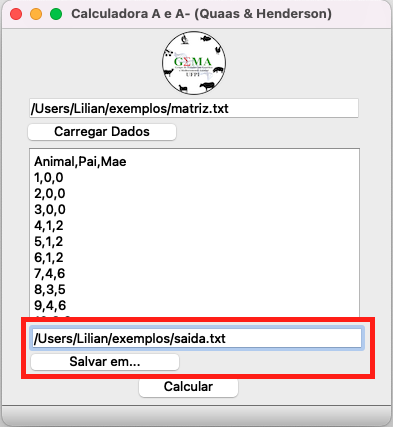 Calculadora A e A- (Quaas & Henderson)
GEMA
UFPI
/Users/Lilian/exemplos/matriz.txt
Carregar Dados
Animal,Pai,Mae
1,0,0
2,0,0
3,0,0
4,1,2
5,1,2
6,1,2
7,4,6
8,3,5
9,4,6
/Users/Lilian/exemplos/saida.txt
Salvar em...
Calcular